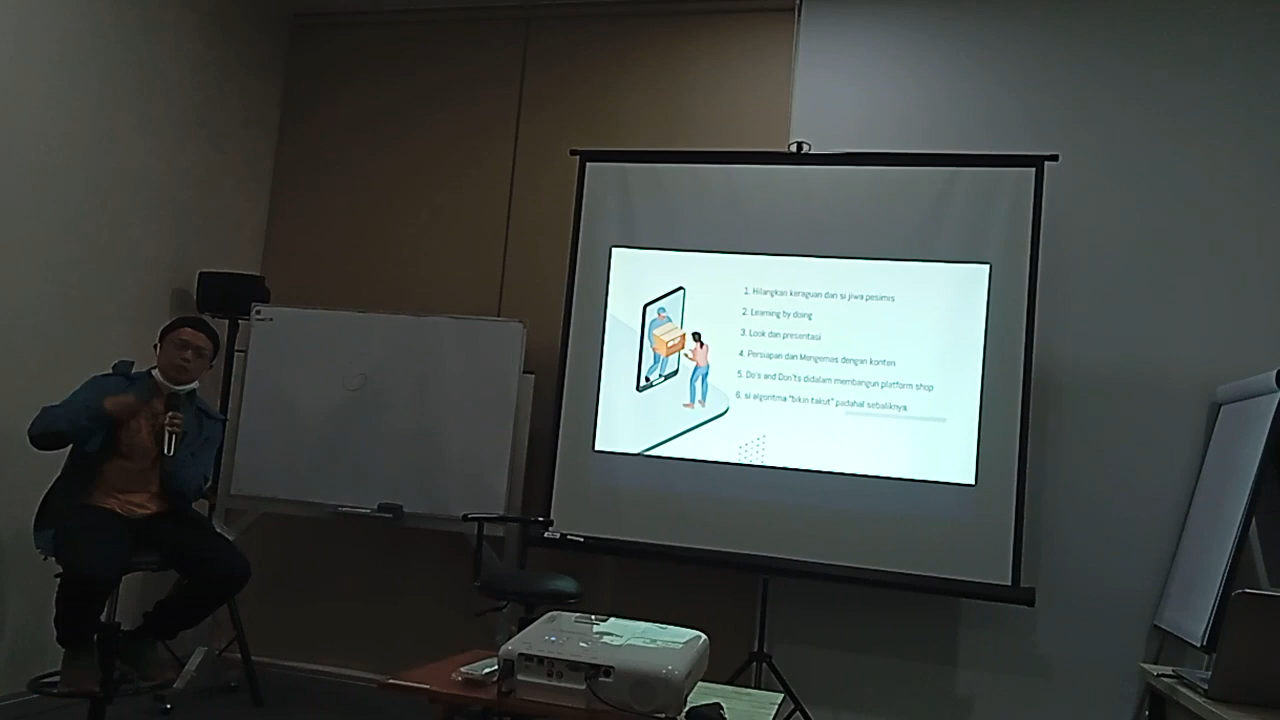 1. Hilangkan keraguan dan si jiwa pesimis
2. Learning by doing
3. Look dan presentasi
4. Persiapan dan Mengemas dengan konten
5. Do's and Don'ts didalam membangun platform shop
6. si algoritma "bikin takut" padahal sebaliknya